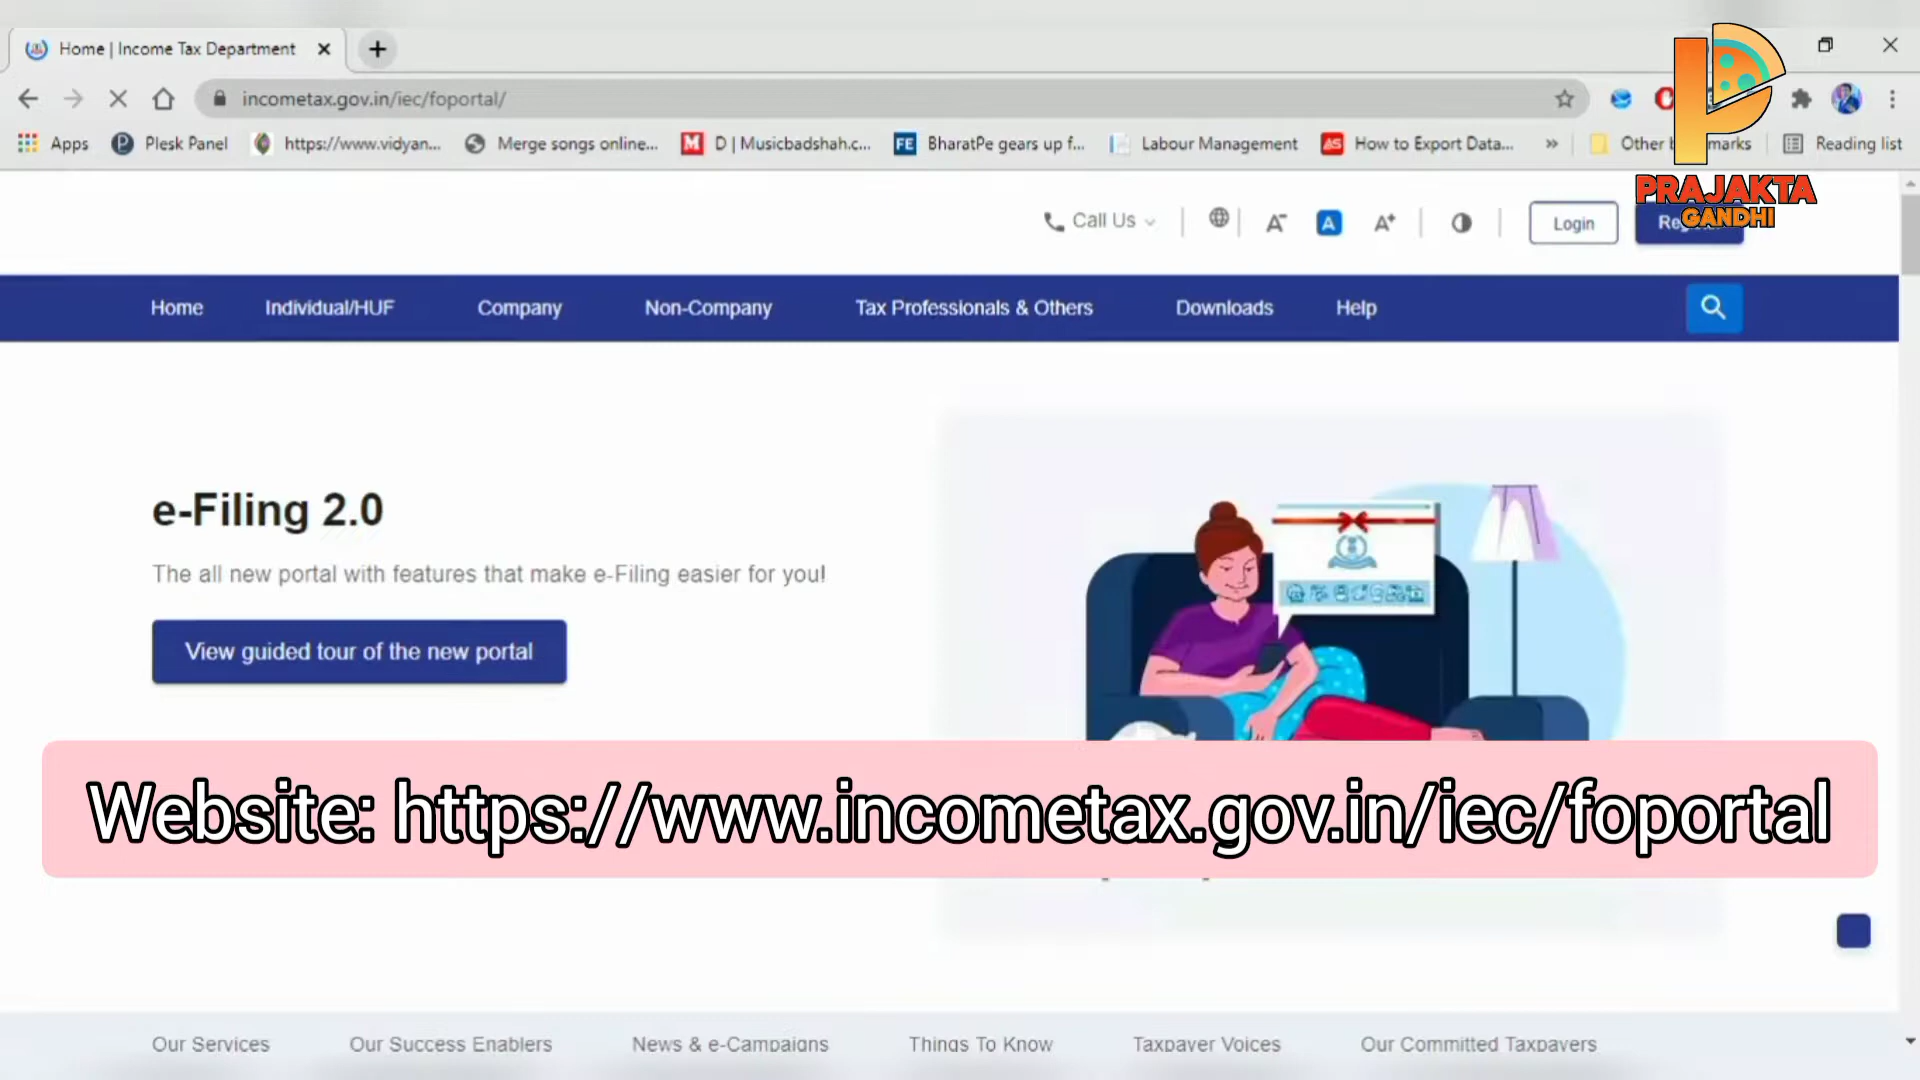 Home | Income Tax Department
incometax.gov.in/iec/foportal/
Apps
Plesk Panel
https://www.vidyan...
Merge songs online...
D | Musicbadshah.c...
BharatPe gears up f...
Labour Management
How to Export Data...
»
Other
Reading list
PRAJAKTA
GANDHI
Call Us
A-
A
A+
Login
Home
Individual/HUF
Company
Non-Company
Tax Professionals & Others
Downloads
Help
e-Filing 2.0
The all new portal with features that make e-Filing easier for you!
View guided tour of the new portal
Website: https://www.incometax.gov.in/iec/foportal
Our Services
Our Success Enablers
News & e-Campaigns
Things To Know
Taxpayer Voices
Our Committed Taxpayers